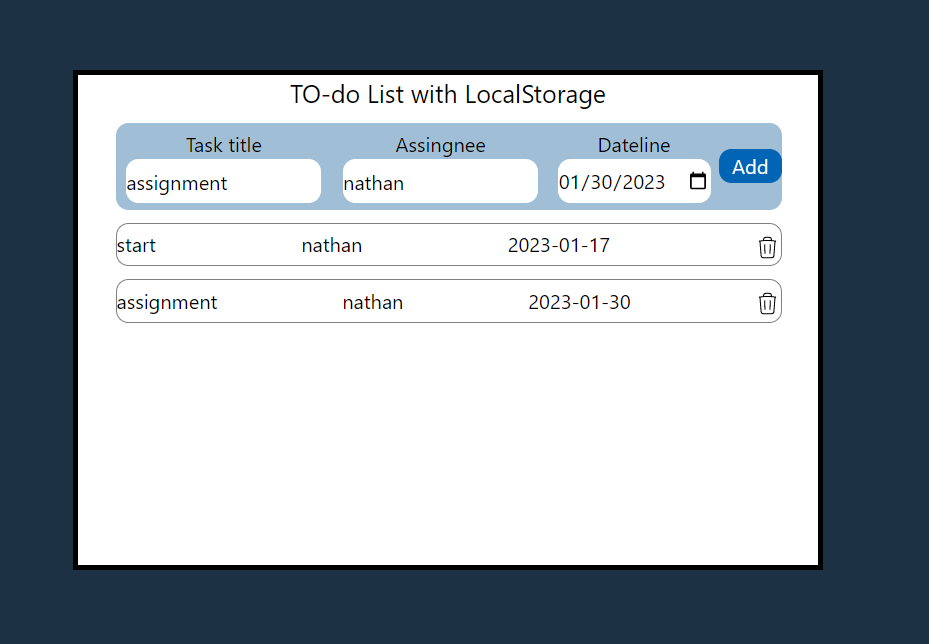 TO-do List with LocalStorage
Task title Assingnee Dateline
assignment nathan 01/30/2023 Add
start nathan 2023-01-17
assignment nathan 2023-01-30